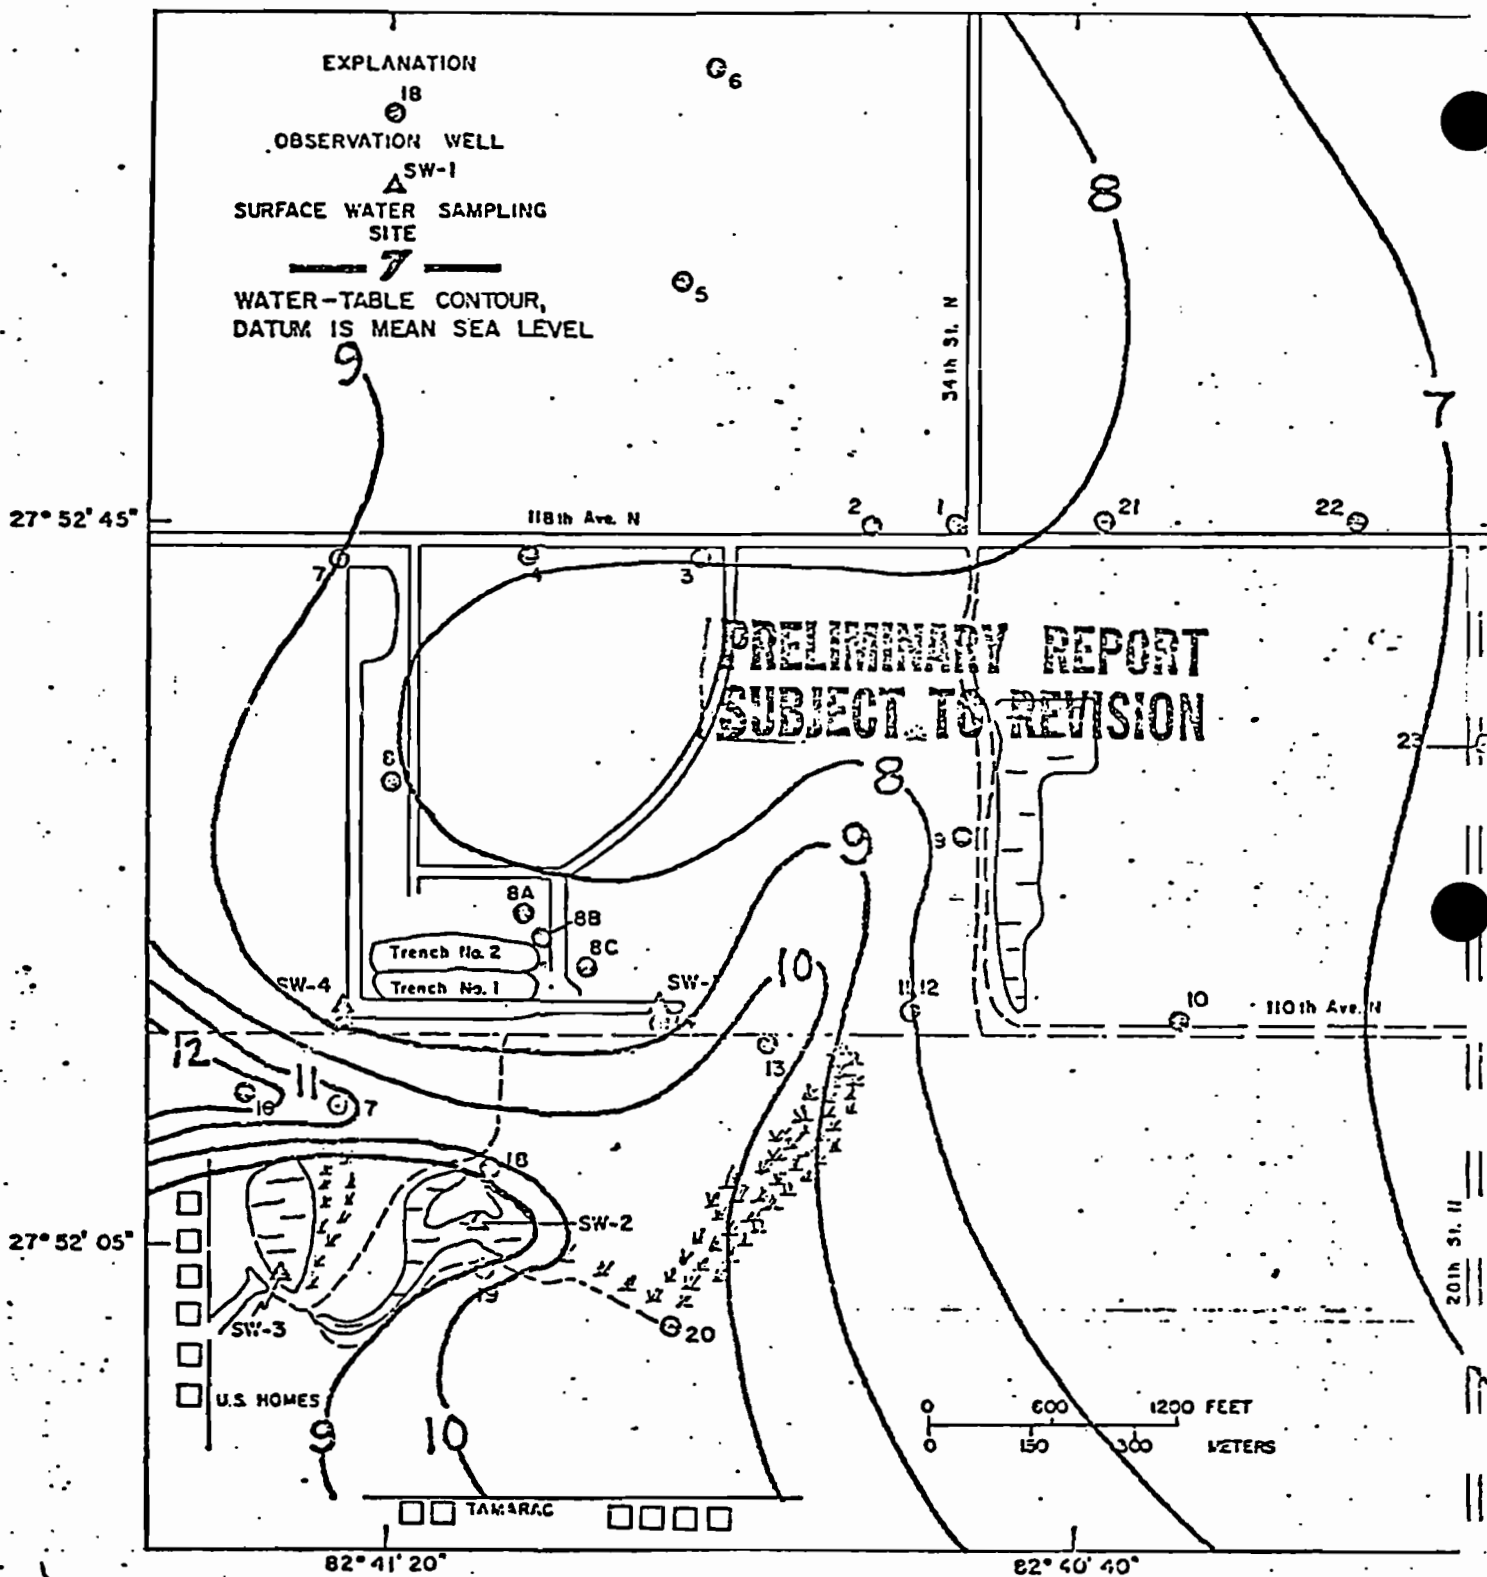 EXPLANATION
18
OBSERVATION WELL
SW-1
SURFACE WATER SAMPLING
SITE
7
WATER-TABLE CONTOUR,
DATUM IS MEAN SEA LEVEL
6
5
8
9
7
34th St. N
27° 52' 45"
118th Ave. N
2
1
21
22
7
4
3
PRELIMINARY REPORT
SUBJECT TO REVISION
23
8
9
8A
8B
8C
Trench No. 2
Trench No. 1
10
SW-4
SW-
12
10
110th Ave. N
13
12
11
16
7
18
SW-2
27° 52' 05"
19
SW-3
20
20th St. N
U.S. HOMES
9
10
0 600 1200 FEET
0 150 300 METERS
TAMARAC
82° 41' 20"
82° 40' 40"